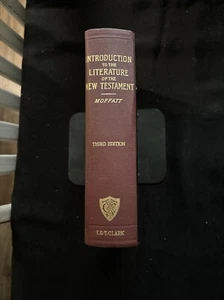 INTRODUCTION
TO THE
LITERATURE
OF THE
NEW TESTAMENT
MOFFATT
THIRD EDITION
T. & T. CLARK